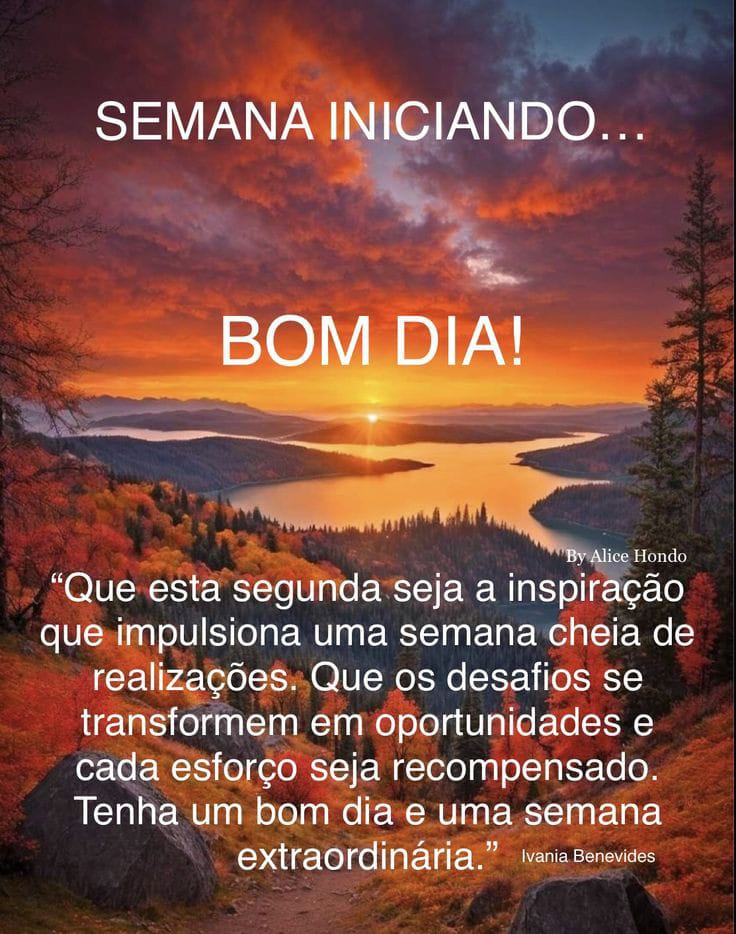 SEMANA INICIANDO...
BOM DIA!
By Alice Hondo
“Que esta segunda seja a inspiração
que impulsiona uma semana cheia de
realizações. Que os desafios se
transformem em oportunidades e
cada esforço seja recompensado.
Tenha um bom dia e uma semana
extraordinária.” Ivania Benevides